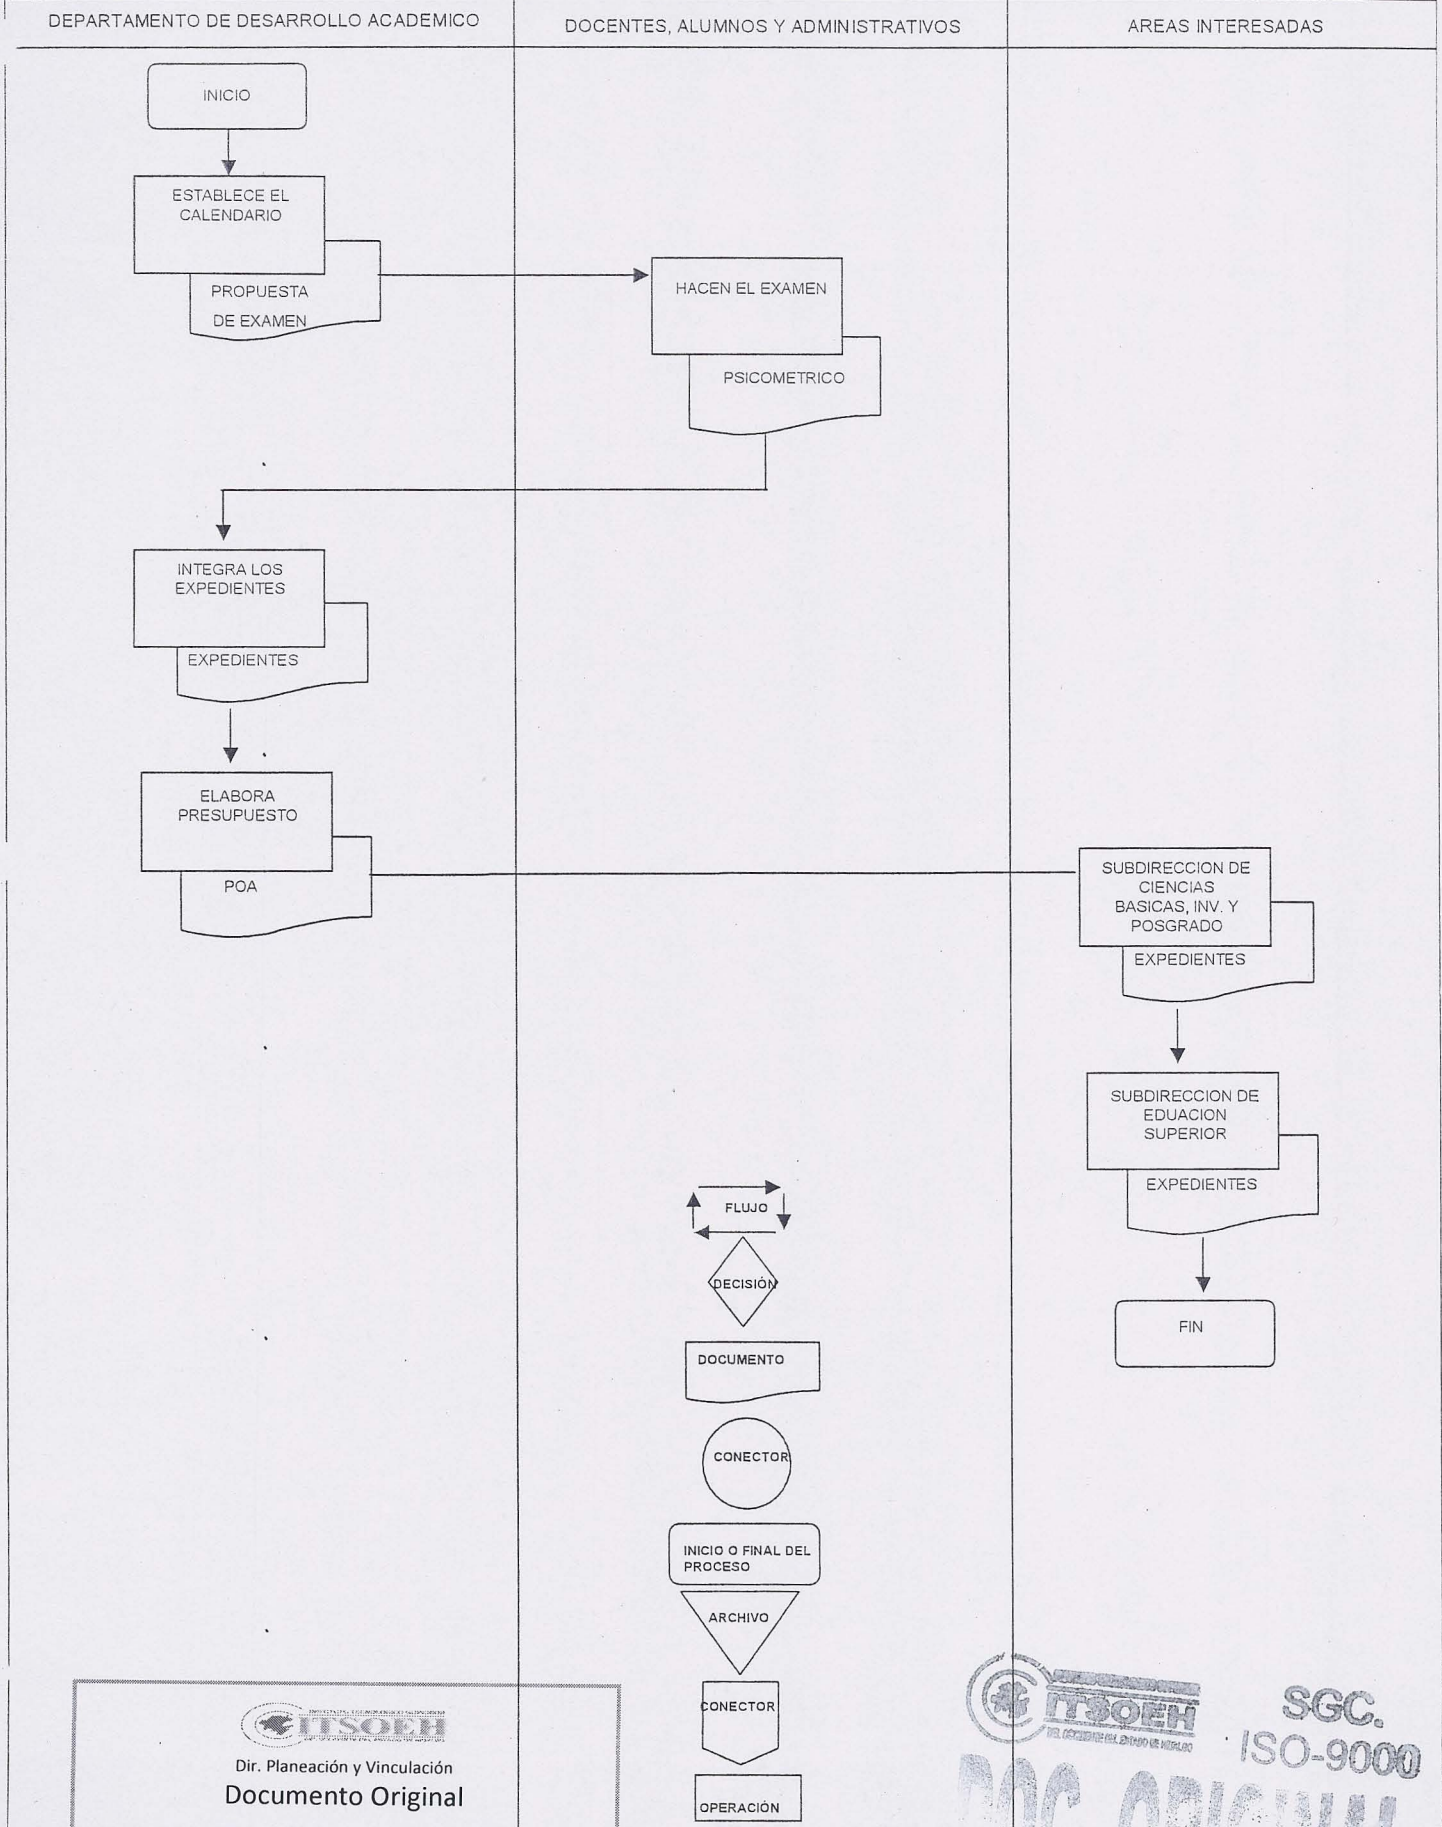 DEPARTAMENTO DE DESARROLLO ACADEMICO
DOCENTES, ALUMNOS Y ADMINISTRATIVOS
AREAS INTERESADAS
INICIO
ESTABLECE EL
CALENDARIO
PROPUESTA
DE EXAMEN
HACEN EL EXAMEN
PSICOMETRICO
INTEGRA LOS
EXPEDIENTES
EXPEDIENTES
ELABORA
PRESUPUESTO
POA
SUBDIRECCION DE
CIENCIAS
BASICAS, INV. Y
POSGRADO
EXPEDIENTES
SUBDIRECCION DE
EDUACION
SUPERIOR
EXPEDIENTES
FIN
FLUJO
DECISIÓN
DOCUMENTO
CONECTOR
INICIO O FINAL DEL
PROCESO
ARCHIVO
CONECTOR
OPERACIÓN
ITSOEH
Dir. Planeación y Vinculación
Documento Original
ITSOEH
SGC.
ISO-9000
DOC. ORIGINAL